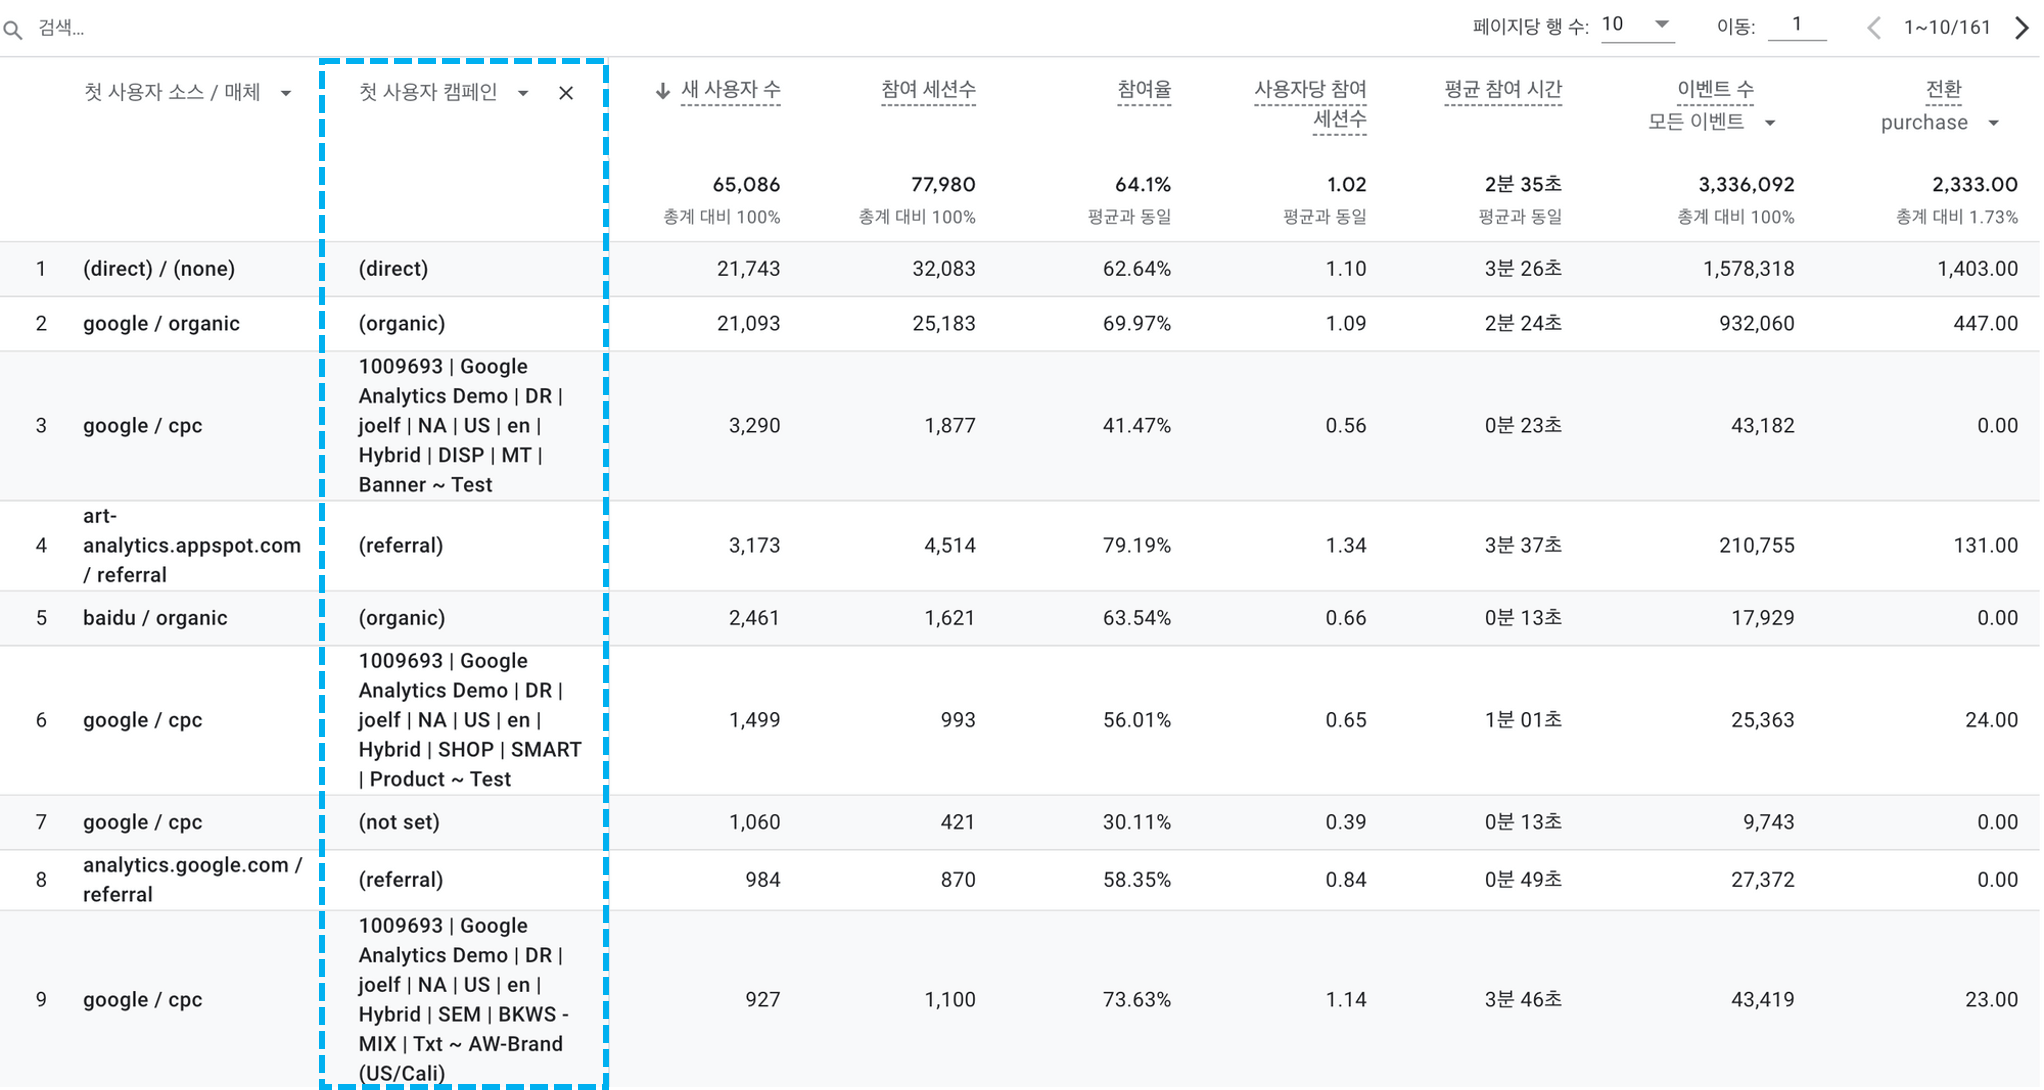 검색...
페이지당 행 수: 10 이동: 1 1~10/161
첫 사용자 소스 / 매체 첫 사용자 캠페인 새 사용자 수 참여 세션수 참여율 사용자당 참여 세션수 평균 참여 시간 이벤트 수 모든 이벤트 전환 purchase
65,086 77,980 64.1% 1.02 2분 35초 3,336,092 2,333.00
총계 대비 100% 총계 대비 100% 평균과 동일 평균과 동일 평균과 동일 총계 대비 100% 총계 대비 1.73%
1 (direct) / (none) (direct) 21,743 32,083 62.64% 1.10 3분 26초 1,578,318 1,403.00
2 google / organic (organic) 21,093 25,183 69.97% 1.09 2분 24초 932,060 447.00
1009693 | Google
Analytics Demo | DR |
3 google / cpc joelf | NA | US | en | 3,290 1,877 41.47% 0.56 0분 23초 43,182 0.00
Hybrid | DISP | MT |
Banner ~ Test
art-
4 analytics.appspot.com (referral) 3,173 4,514 79.19% 1.34 3분 37초 210,755 131.00
/ referral
5 baidu / organic (organic) 2,461 1,621 63.54% 0.66 0분 13초 17,929 0.00
1009693 | Google
Analytics Demo | DR |
6 google / cpc joelf | NA | US | en | 1,499 993 56.01% 0.65 1분 01초 25,363 24.00
Hybrid | SHOP | SMART
| Product ~ Test
7 google / cpc (not set) 1,060 421 30.11% 0.39 0분 13초 9,743 0.00
analytics.google.com /
8 (referral) 984 870 58.35% 0.84 0분 49초 27,372 0.00
referral
1009693 | Google
Analytics Demo | DR |
joelf | NA | US | en |
9 google / cpc 927 1,100 73.63% 1.14 3분 46초 43,419 23.00
Hybrid | SEM | BKWS -
MIX | Txt ~ AW-Brand
(US/Cali)